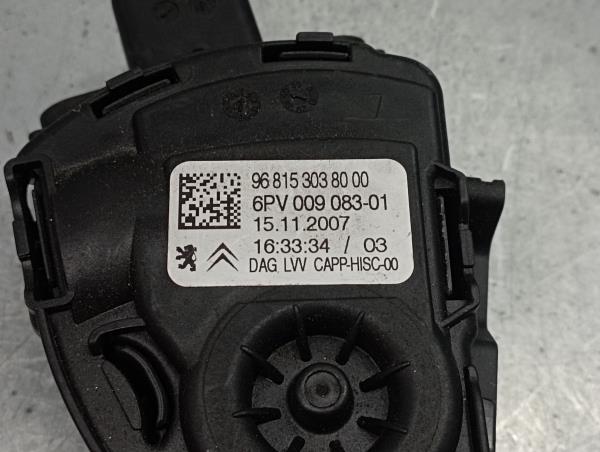 96 815 303 80 00
6PV 009 083-01
15.11.2007
16:33:34 / 03
DAG LVV CAPP-HISC-00